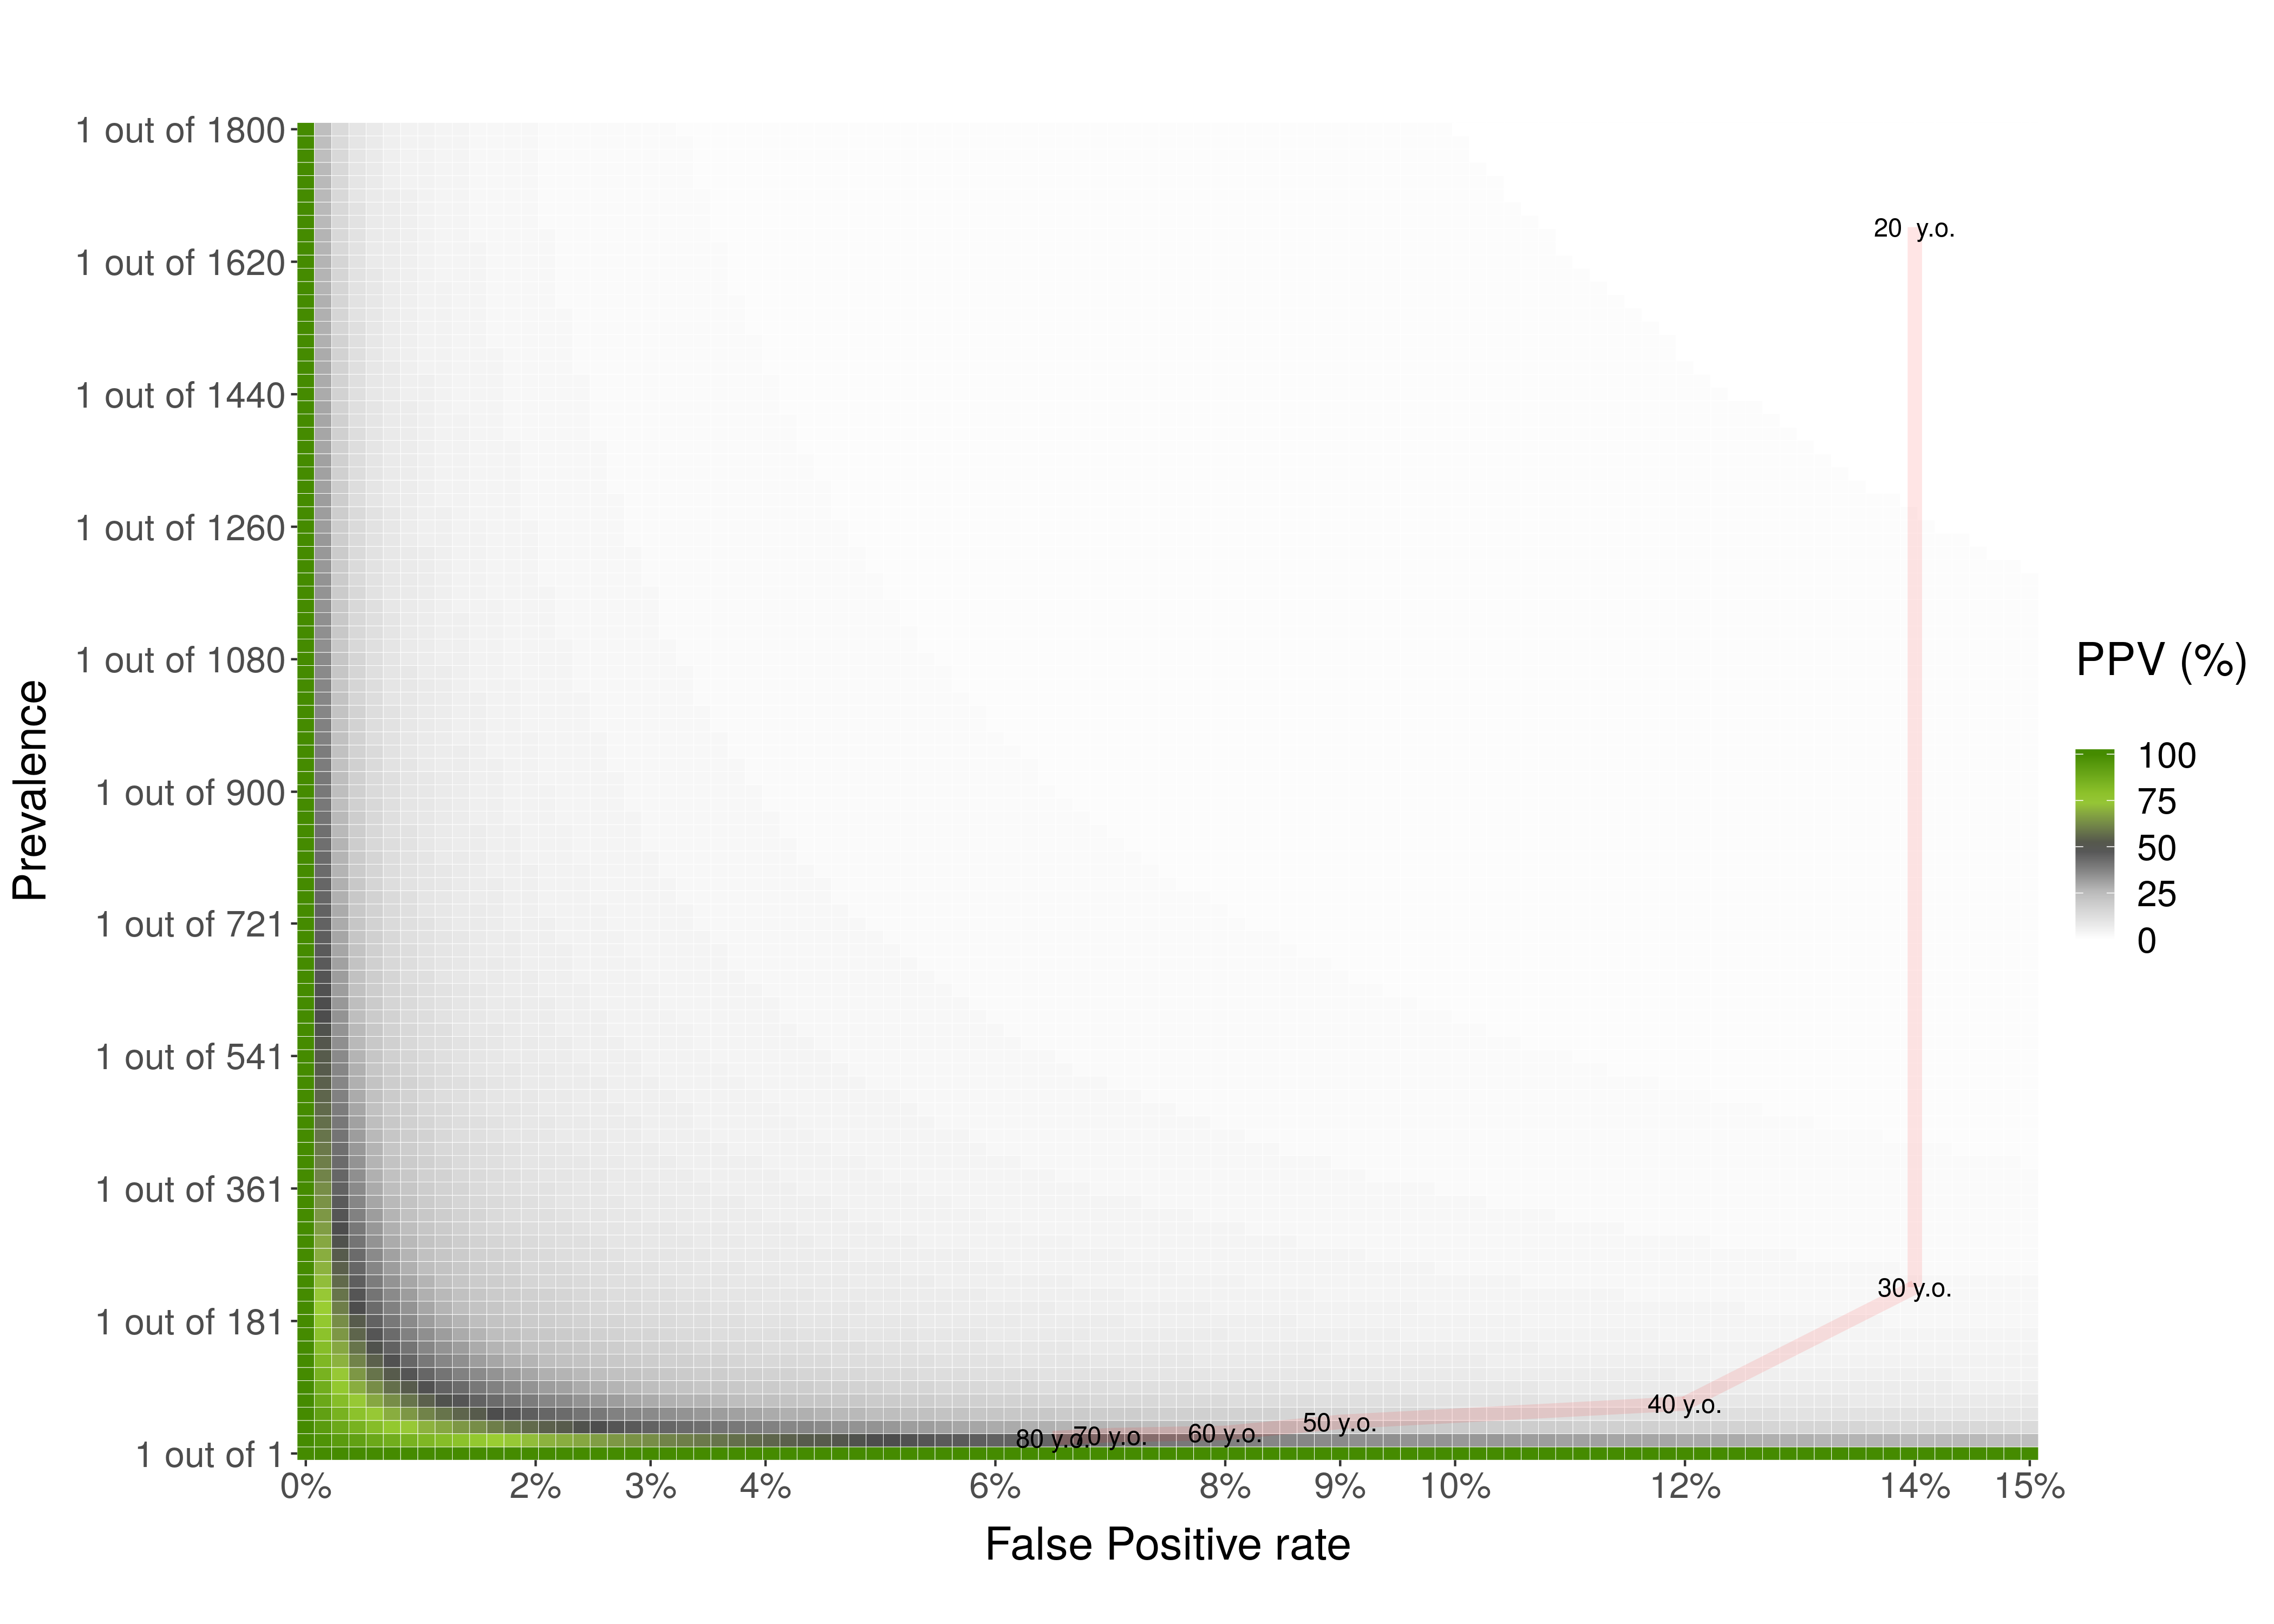 1 out of 1800
20 y.o.
1 out of 1620
1 out of 1440
1 out of 1260
1 out of 1080
1 out of 900
1 out of 721
1 out of 541
1 out of 361
1 out of 181
1 out of 1
Prevalence
30 y.o.
40 y.o.
50 y.o.
60 y.o.
70 y.o.
80 y.o.
0% 2% 3% 4% 6% 8% 9% 10% 12% 14% 15%
False Positive rate
PPV (%)
100
75
50
25
0